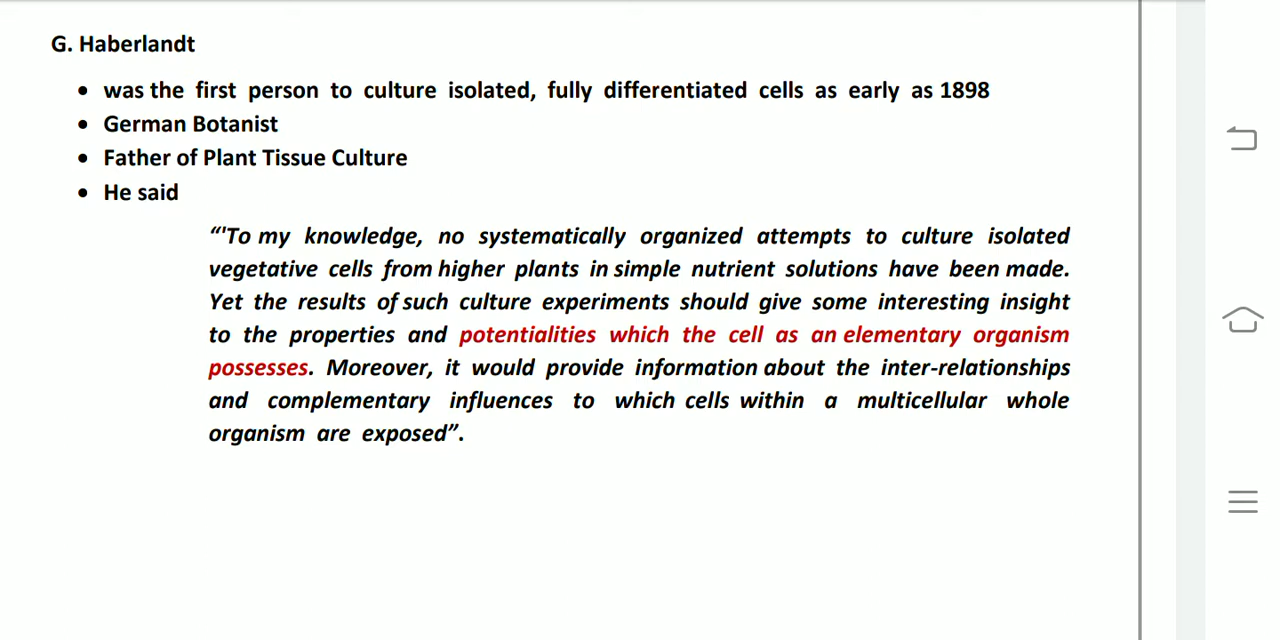 G. Haberlandt
• was the first person to culture isolated, fully differentiated cells as early as 1898
• German Botanist
• Father of Plant Tissue Culture
• He said
“'To my knowledge, no systematically organized attempts to culture isolated
vegetative cells from higher plants in simple nutrient solutions have been made.
Yet the results of such culture experiments should give some interesting insight
to the properties and potentialities which the cell as an elementary organism
possesses. Moreover, it would provide information about the inter-relationships
and complementary influences to which cells within a multicellular whole
organism are exposed”.